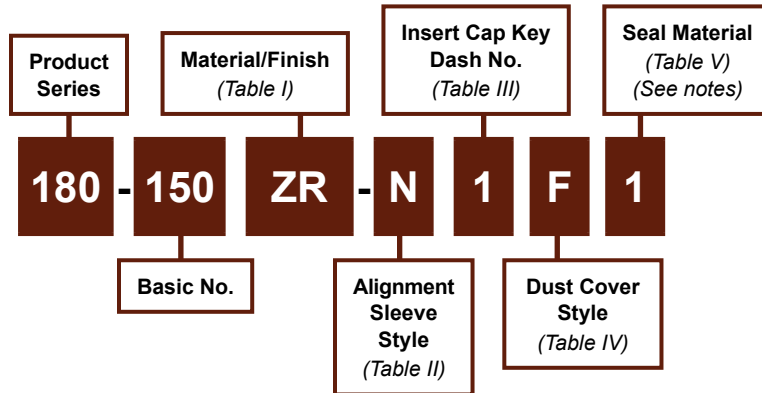 Product
Series
Material/Finish
(Table I)
Insert Cap Key
Dash No.
(Table III)
Seal Material
(Table V)
(See notes)
180 - 150 ZR - N 1 F 1
Basic No.
Alignment
Sleeve
Style
(Table II)
Dust Cover
Style
(Table IV)